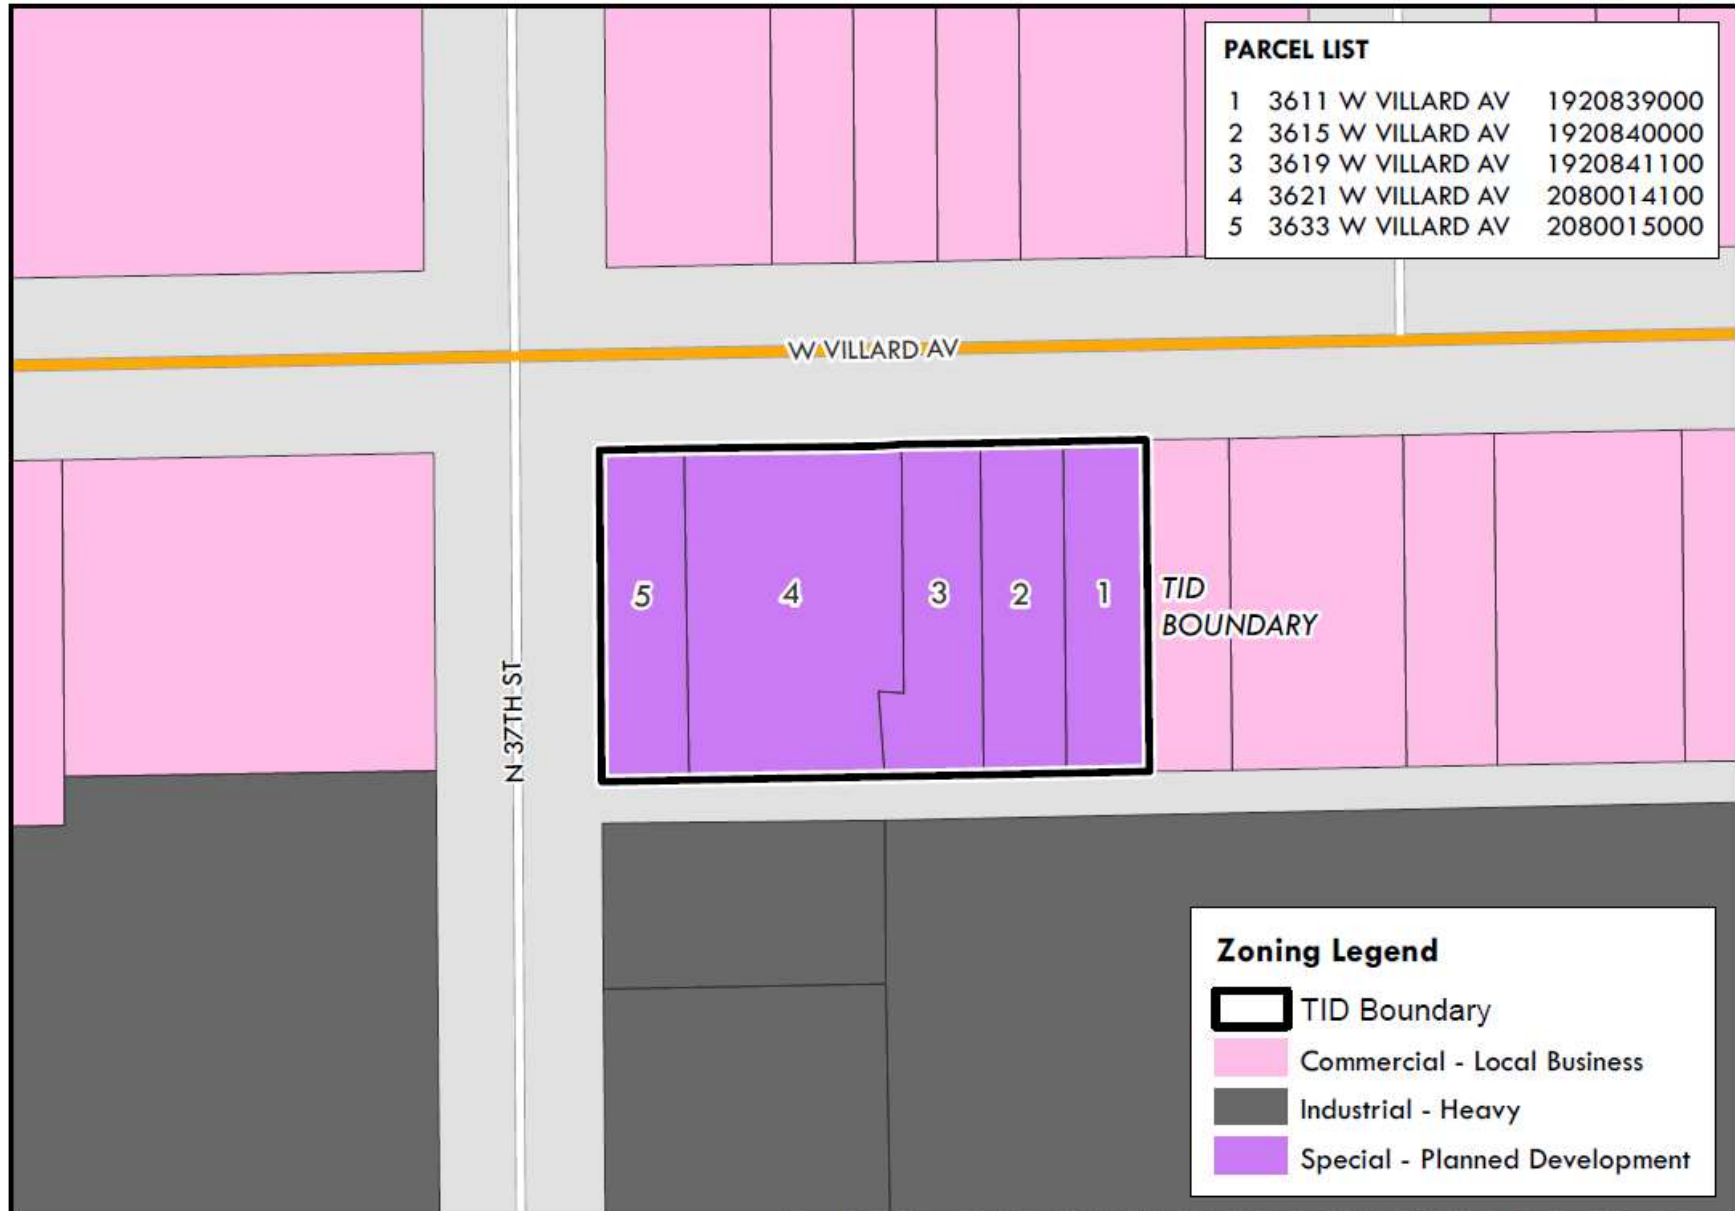 PARCEL LIST
1 3611 W VILLARD AV 1920839000
2 3615 W VILLARD AV 1920840000
3 3619 W VILLARD AV 1920841100
4 3621 W VILLARD AV 2080014100
5 3633 W VILLARD AV 2080015000
W VILLARD AV
5 4 3 2 1
TID
BOUNDARY
N 37TH ST
Zoning Legend
TID Boundary
Commercial - Local Business
Industrial - Heavy
Special - Planned Development